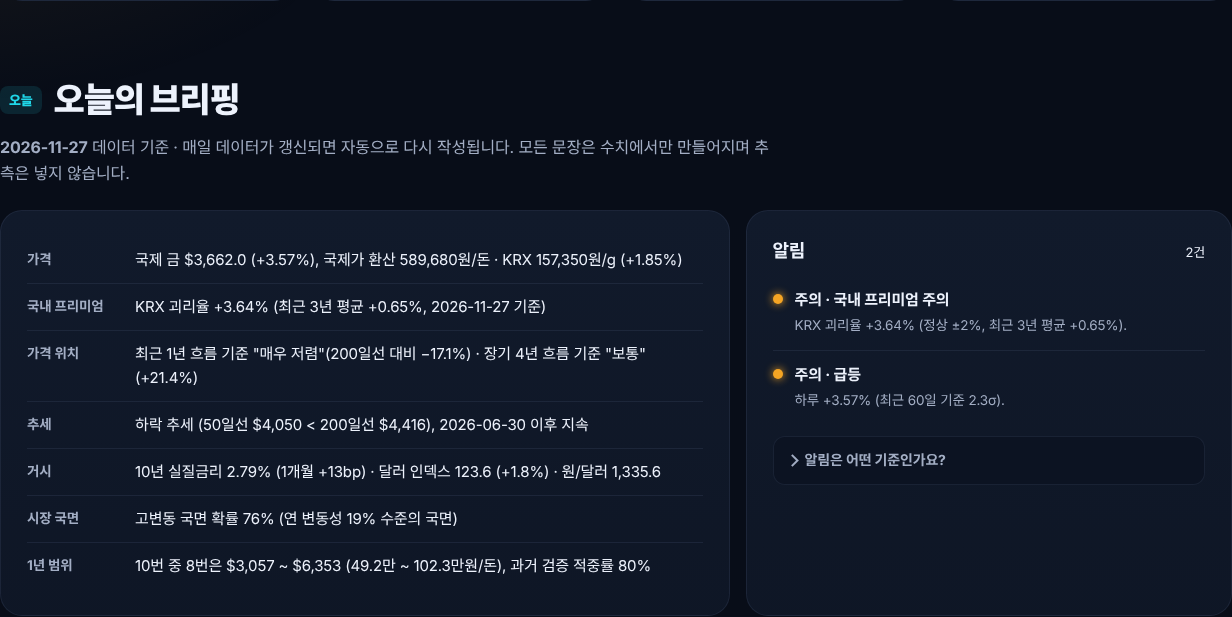 오늘
오늘의 브리핑
2026-11-27 데이터 기준 · 매일 데이터가 갱신되면 자동으로 다시 작성됩니다. 모든 문장은 수치에서만 만들어지며 추
측은 넣지 않습니다.
가격
국제 금 $3,662.0 (+3.57%), 국제가 환산 589,680원/돈 · KRX 157,350원/g (+1.85%)
국내 프리미엄
KRX 괴리율 +3.64% (최근 3년 평균 +0.65%, 2026-11-27 기준)
가격 위치
최근 1년 흐름 기준 "매우 저렴"(200일선 대비 −17.1%) · 장기 4년 흐름 기준 "보통"
(+21.4%)
추세
하락 추세 (50일선 $4,050 < 200일선 $4,416), 2026-06-30 이후 지속
거시
10년 실질금리 2.79% (1개월 +13bp) · 달러 인덱스 123.6 (+1.8%) · 원/달러 1,335.6
시장 국면
고변동 국면 확률 76% (연 변동성 19% 수준의 국면)
1년 범위
10번 중 8번은 $3,057 ~ $6,353 (49.2만 ~ 102.3만원/돈), 과거 검증 적중률 80%
알림
2건
주의 · 국내 프리미엄 주의
KRX 괴리율 +3.64% (정상 ±2%, 최근 3년 평균 +0.65%).
주의 · 급등
하루 +3.57% (최근 60일 기준 2.3σ).
알림은 어떤 기준인가요?